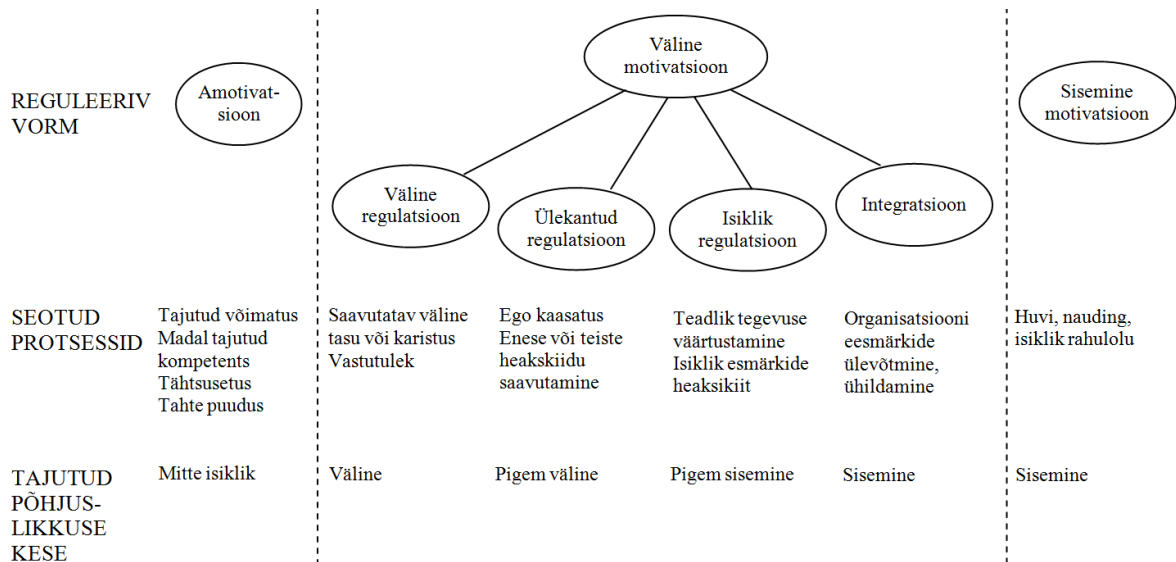 REGULEERIV
VORM
Amotivat-
sioon
Väline
motivatsioon
Sisemine
motivatsioon
Väline
regulatsioon
Ülekantud
regulatsioon
Isiklik
regulatsioon
Integratsioon
SEOTUD
PROTSESSID
Tajutud võimatus
Madal tajutud
kompetents
Tähtsusetus
Tahte puudus
Saavutatav väline
tasu või karistus
Vastutulek
Ego kaasatus
Enese või teiste
heakskiidu
saavutamine
Teadlik tegevuse
väärtustamine
Isiklik esmärkide
heaksikiit
Organisatsiooni
eesmärkide
ülevõtmine,
ühildamine
Huvi, nauding,
isiklik rahulolu
TAJUTUD
PÕHJUS-
LIKKUSE
KESE
Mitte isiklik
Väline
Pigem väline
Pigem sisemine
Sisemine
Sisemine